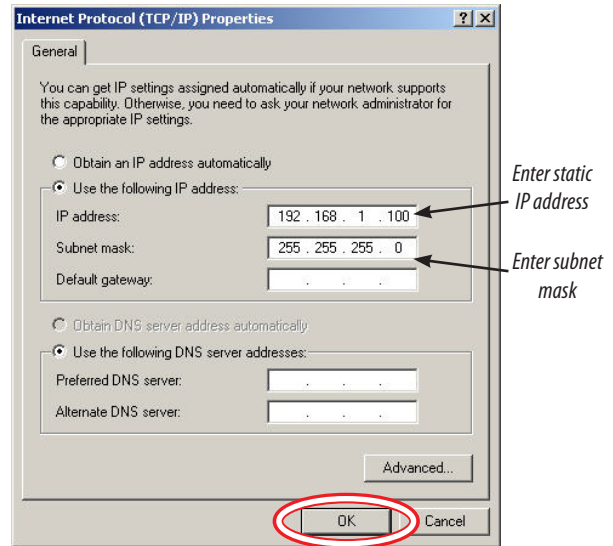 Internet Protocol (TCP/IP) Properties
General
You can get IP settings assigned automatically if your network supports
this capability. Otherwise, you need to ask your network administrator for
the appropriate IP settings.
Obtain an IP address automatically
Use the following IP address:
IP address: 192 . 168 . 1 . 100
Enter static
IP address
Subnet mask: 255 . 255 . 255 . 0
Enter subnet
mask
Default gateway: . . .
Obtain DNS server address automatically
Use the following DNS server addresses:
Preferred DNS server: . . .
Alternate DNS server: . . .
Advanced...
OK Cancel